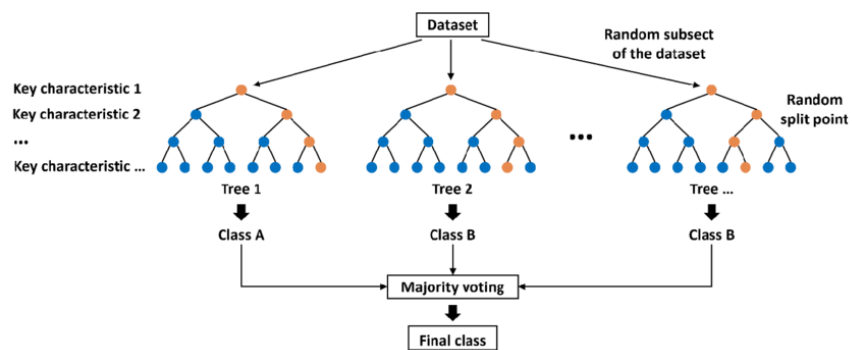 Dataset
Random subsect
of the dataset
Key characteristic 1
Key characteristic 2
...
Key characteristic ...
Random
split point
...
Tree 1
Tree 2
Tree ...
Class A
Class B
Class B
Majority voting
Final class